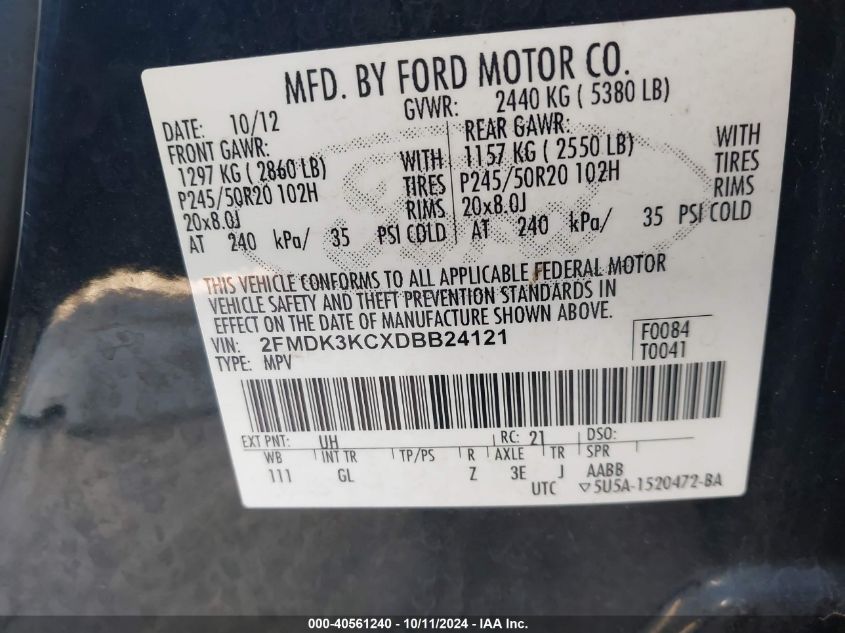 MFD. BY FORD MOTOR CO.
DATE: 10/12 GVWR: 2440 KG ( 5380 LB)
FRONT GAWR: REAR GAWR:
1297 KG ( 2860 LB) WITH 1157 KG ( 2550 LB) WITH
P245/50R20 102H TIRES P245/50R20 102H TIRES
20x8.0J RIMS 20x8.0J RIMS
AT 240 kPa/ 35 PSI COLD AT 240 kPa/ 35 PSI COLD
THIS VEHICLE CONFORMS TO ALL APPLICABLE FEDERAL MOTOR
VEHICLE SAFETY AND THEFT PREVENTION STANDARDS IN
EFFECT ON THE DATE OF MANUFACTURE SHOWN ABOVE.
VIN: 2FMDK3KCXDBB24121 F0084
TYPE: MPV T0041
EXT PNT: UH RC: 21 DSO:
WB INT TR TP/PS R AXLE TR SPR
111 GL Z 3E J AABB
UTC ▽5U5A-1520472-BA
000-40561240 - 10/11/2024 - IAA Inc.